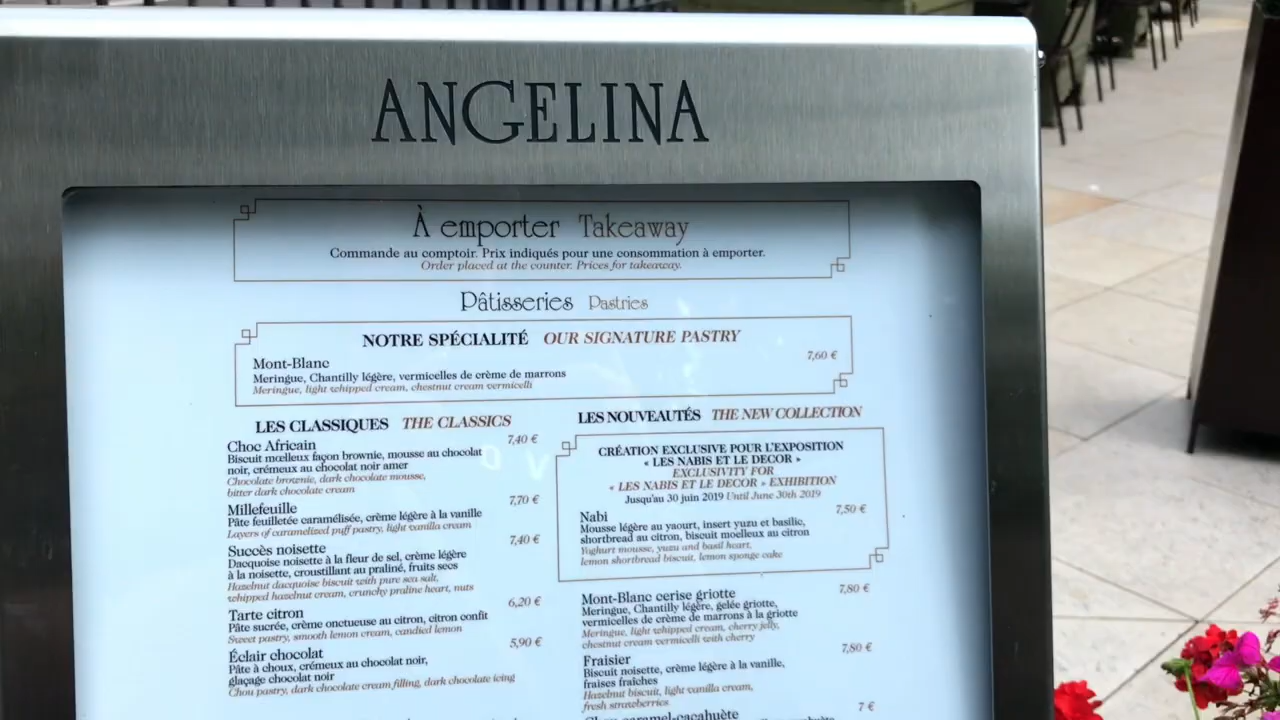 ANGELINA
À emporter Takeaway
Commande au comptoir. Prix indiqués pour une consommation à emporter.
Order placed at the counter. Prices for takeaway.
Pâtisseries Pastries
NOTRE SPÉCIALITÉ OUR SIGNATURE PASTRY
Mont-Blanc 7,60 €
Meringue, Chantilly légère, vermicelles de crème de marrons
Meringue, light whipped cream, chestnut cream vermicelli
LES CLASSIQUES THE CLASSICS
Choc Africain 7,40 €
Biscuit moelleux façon brownie, mousse au chocolat
noir, crémeux au chocolat noir amer
Chocolate brownie, dark chocolate mousse,
bitter dark chocolate cream
Millefeuille 7,70 €
Pâte feuilletée caramélisée, crème légère à la vanille
Layers of caramelized puff pastry, light vanilla cream
Succès noisette 7,40 €
Dacquoise noisette à la fleur de sel, crème légère
à la noisette, croustillant au praliné, fruits secs
Hazelnut dacquoise biscuit with pure sea salt,
whipped hazelnut cream, crunchy praline heart, nuts
Tarte citron 6,20 €
Pâte sucrée, crème onctueuse au citron, citron confit
Sweet pastry, smooth lemon cream, candied lemon
Éclair chocolat 5,90 €
Pâte à choux, crémeux au chocolat noir,
glaçage chocolat noir
Chou pastry, dark chocolate cream filling, dark chocolate icing
LES NOUVEAUTÉS THE NEW COLLECTION
CRÉATION EXCLUSIVE POUR L'EXPOSITION
« LES NABIS ET LE DECOR »
EXCLUSIVITY FOR
« LES NABIS ET LE DECOR » EXHIBITION
Jusqu'au 30 juin 2019 Until June 30th 2019
Nabi 7,50 €
Mousse légère au yaourt, insert yuzu et basilic,
shortbread au citron, biscuit moelleux au citron
Yoghurt mousse, yuzu and basil heart,
lemon shortbread biscuit, lemon sponge cake
Mont-Blanc cerise griotte 7,80 €
Meringue, Chantilly légère, gelée griotte,
vermicelles de crème de marrons à la griotte
Meringue, light whipped cream, cherry jelly,
chestnut cream vermicelli with cherry
Fraisier 7,80 €
Biscuit noisette, crème légère à la vanille,
fraises fraîches
Hazelnut biscuit, light vanilla cream,
fresh strawberries
Chou caramel-cacahuète 7 €